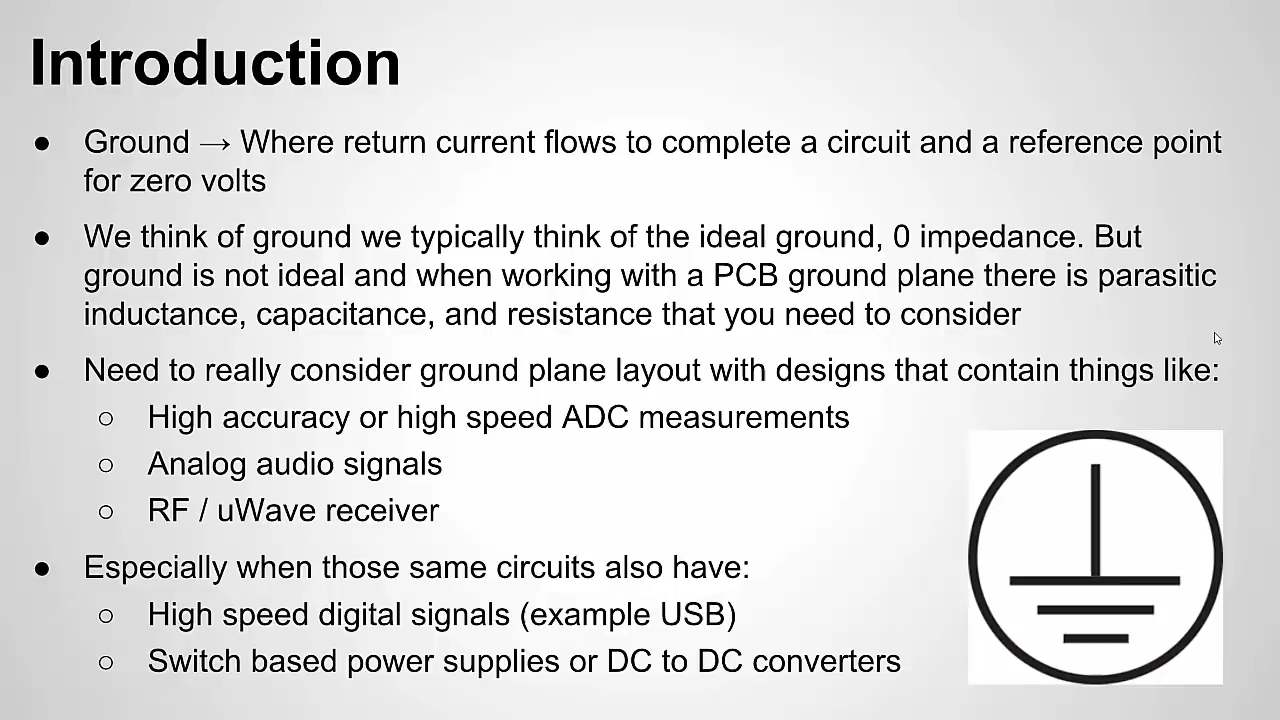 Introduction
● Ground → Where return current flows to complete a circuit and a reference point
for zero volts
● We think of ground we typically think of the ideal ground, 0 impedance. But
ground is not ideal and when working with a PCB ground plane there is parasitic
inductance, capacitance, and resistance that you need to consider
● Need to really consider ground plane layout with designs that contain things like:
○ High accuracy or high speed ADC measurements
○ Analog audio signals
○ RF / uWave receiver
● Especially when those same circuits also have:
○ High speed digital signals (example USB)
○ Switch based power supplies or DC to DC converters